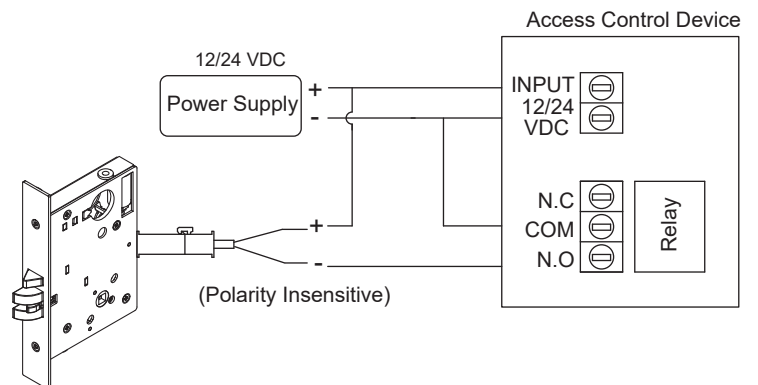 Access Control Device
12/24 VDC
Power Supply
+
-
INPUT
12/24
VDC
N.C
COM
N.O
Relay
+
-
(Polarity Insensitive)